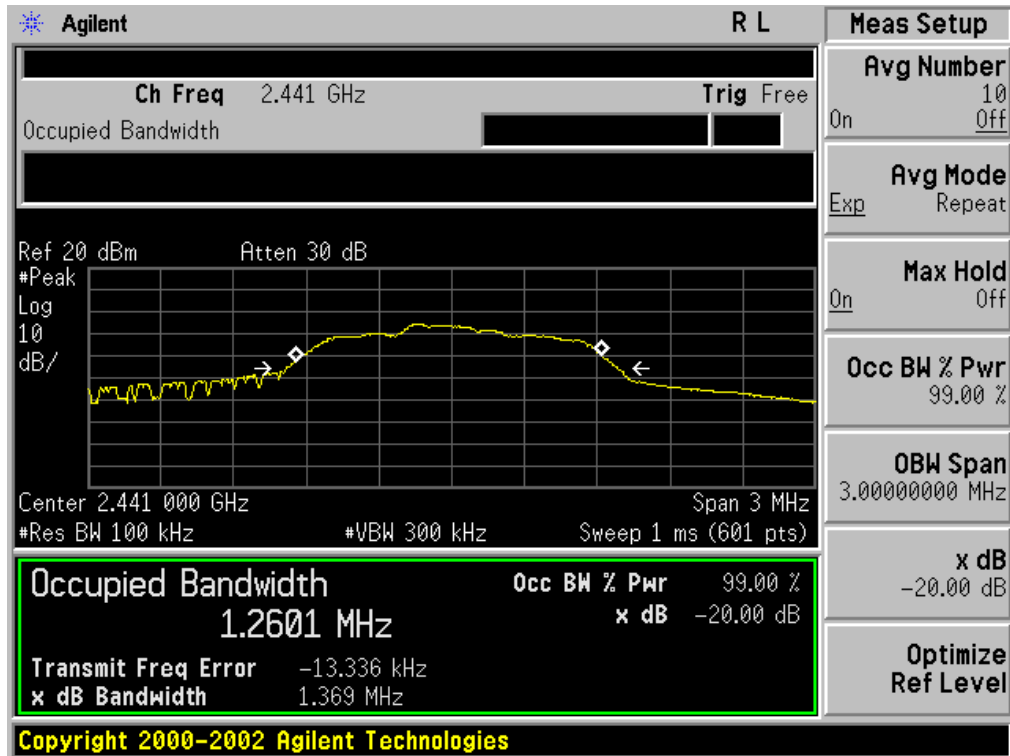 Agilent R L Meas Setup
Avg Number
10
On Off
Ch Freq 2.441 GHz Trig Free
Occupied Bandwidth
Avg Mode
Exp Repeat
Ref 20 dBm Atten 30 dB
#Peak
Log
10
dB/
Max Hold
On Off
Occ BW % Pwr
99.00 %
OBW Span
3.00000000 MHz
Center 2.441 000 GHz Span 3 MHz
#Res BW 100 kHz #VBW 300 kHz Sweep 1 ms (601 pts)
Occupied Bandwidth Occ BW % Pwr 99.00 %
1.2601 MHz x dB -20.00 dB
Transmit Freq Error -13.336 kHz
x dB Bandwidth 1.369 MHz
x dB
-20.00 dB
Optimize
Ref Level
Copyright 2000-2002 Agilent Technologies